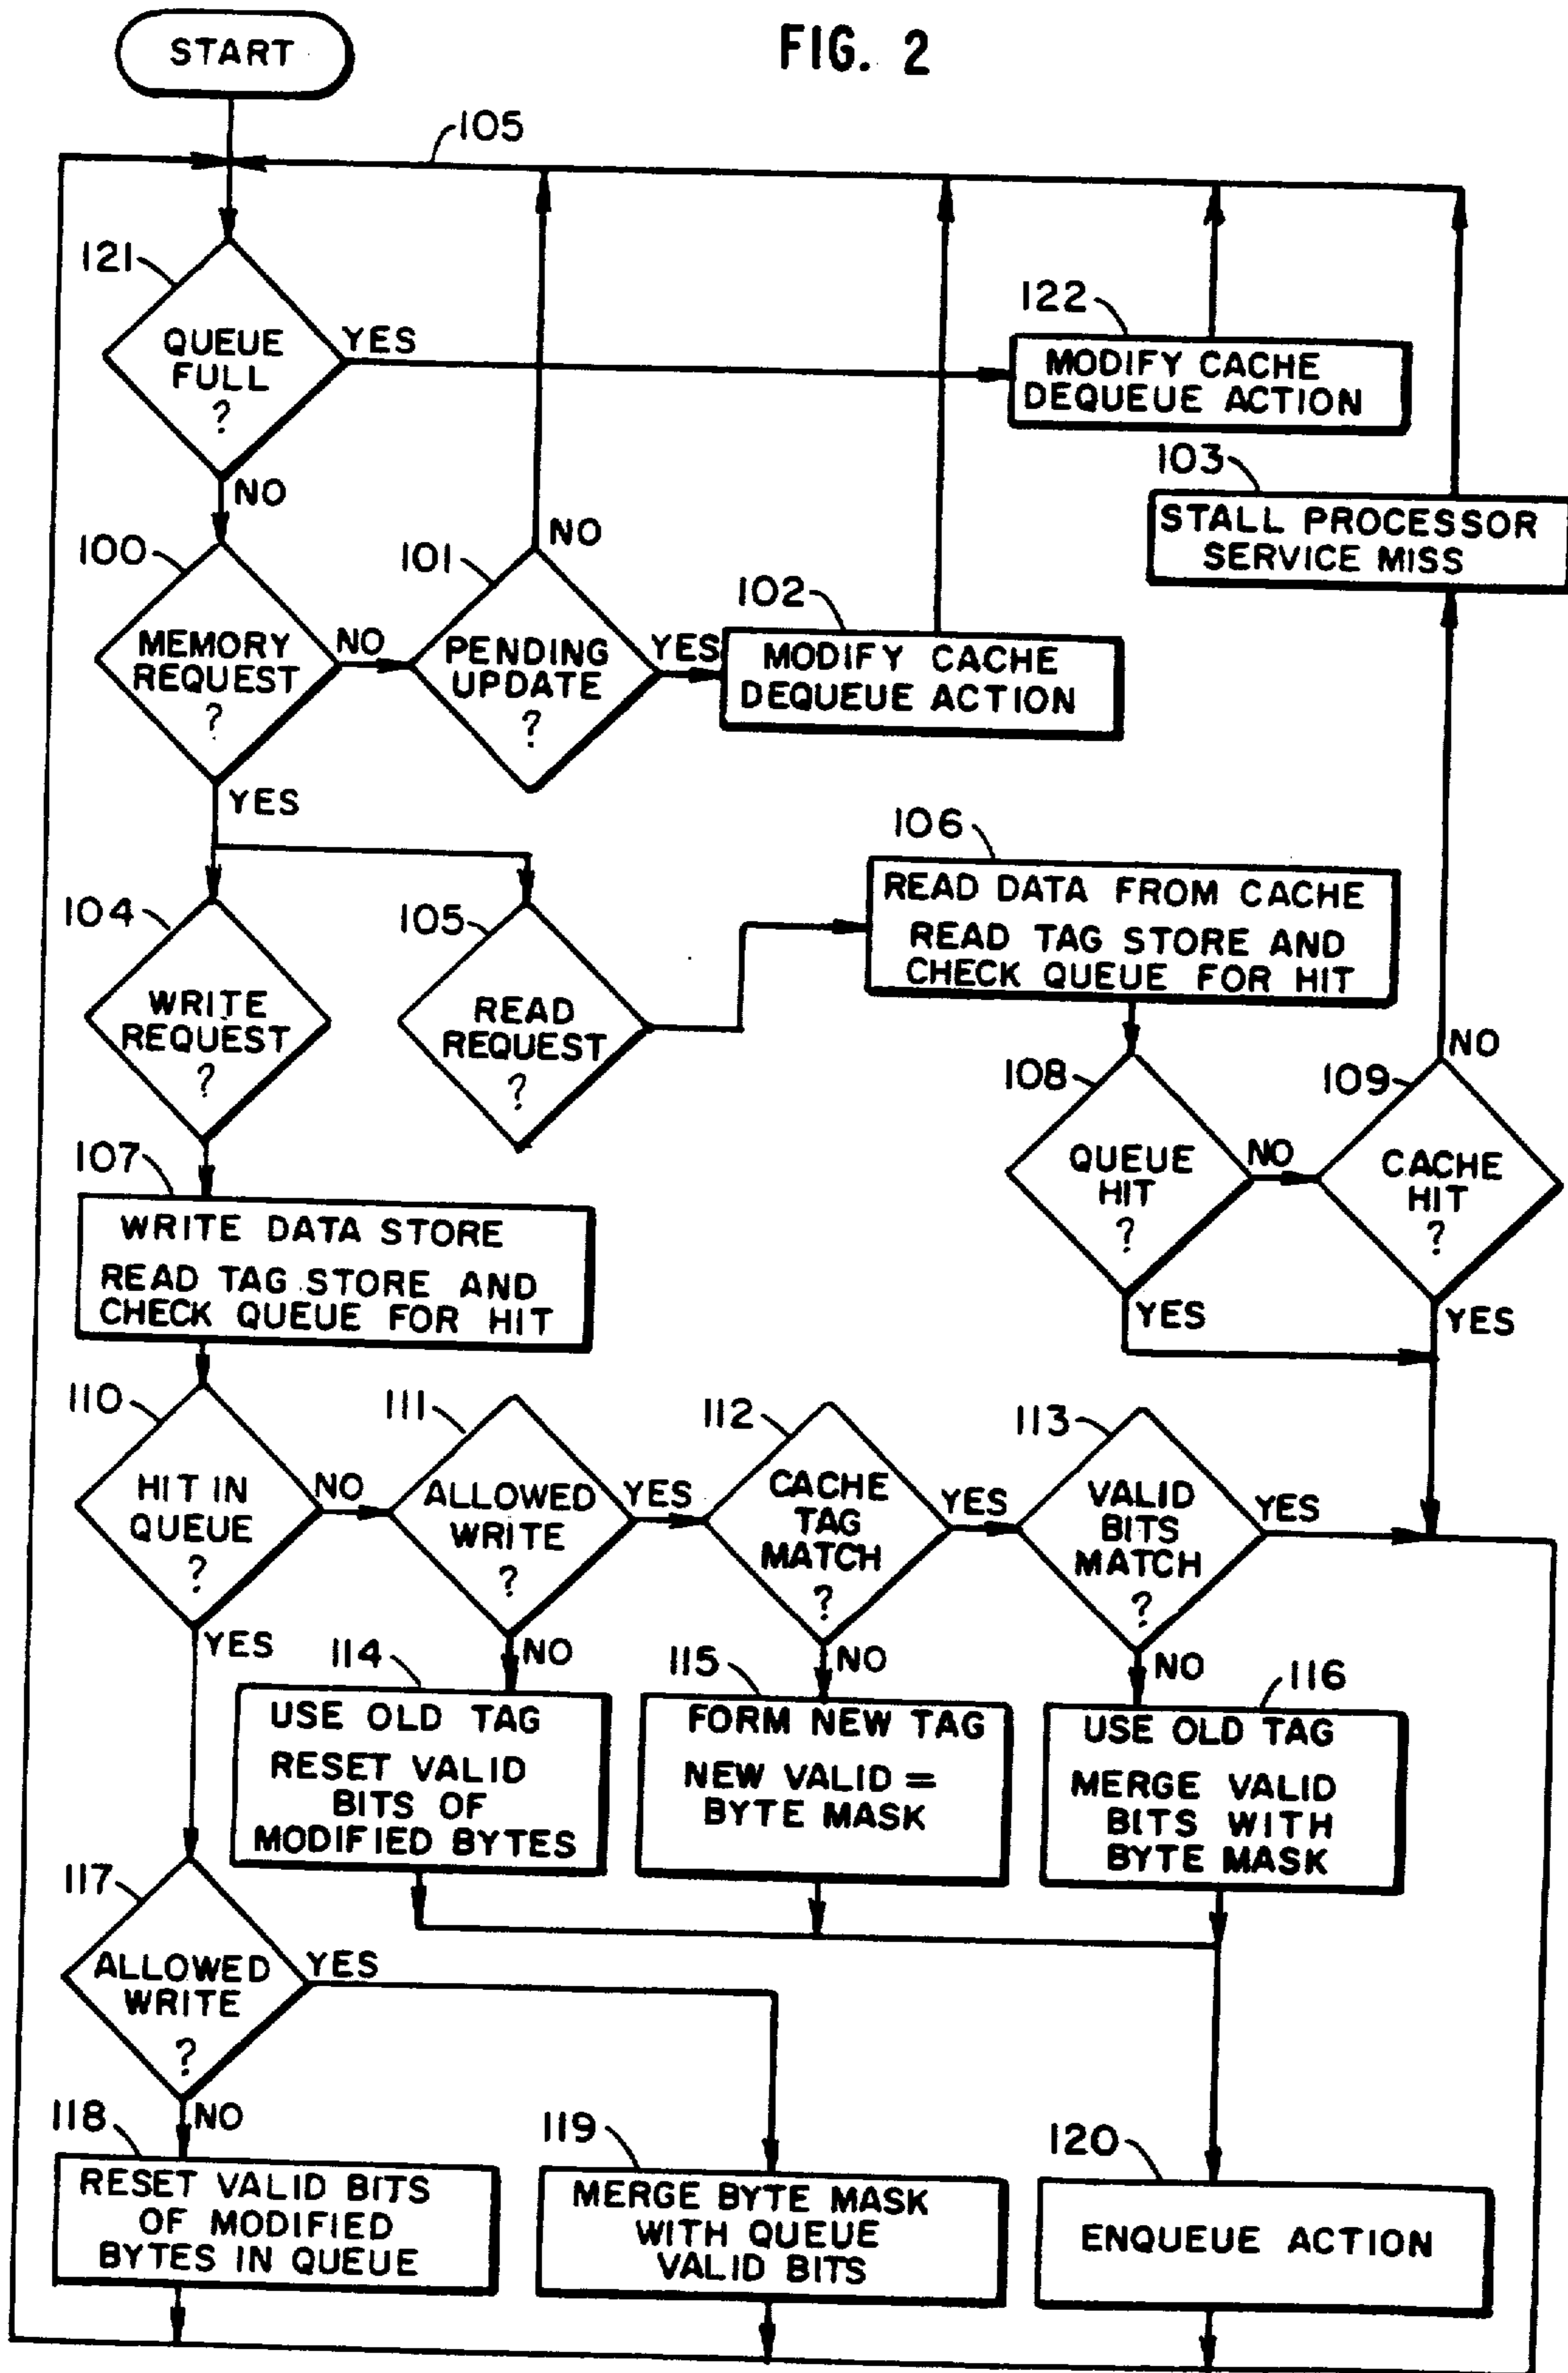 FIG. 2
START
105
121
QUEUE
FULL
?
YES
NO
122
MODIFY CACHE
DEQUEUE ACTION
103
STALL PROCESSOR
SERVICE MISS
100
MEMORY
REQUEST
?
NO
YES
101
PENDING
UPDATE
?
NO
YES
102
MODIFY CACHE
DEQUEUE ACTION
104
WRITE
REQUEST
?
105
READ
REQUEST
?
106
READ DATA FROM CACHE
READ TAG STORE AND
CHECK QUEUE FOR HIT
108
QUEUE
HIT
?
NO
YES
109
CACHE
HIT
?
NO
YES
107
WRITE DATA STORE
READ TAG STORE AND
CHECK QUEUE FOR HIT
110
HIT IN
QUEUE
?
NO
YES
111
ALLOWED
WRITE
?
YES
NO
112
CACHE
TAG
MATCH
?
YES
NO
113
VALID
BITS
MATCH
?
YES
NO
114
USE OLD TAG
RESET VALID
BITS OF
MODIFIED BYTES
115
FORM NEW TAG
NEW VALID =
BYTE MASK
116
USE OLD TAG
MERGE VALID
BITS WITH
BYTE MASK
117
ALLOWED
WRITE
?
YES
NO
118
RESET VALID BITS
OF MODIFIED
BYTES IN QUEUE
119
MERGE BYTE MASK
WITH QUEUE
VALID BITS
120
ENQUEUE ACTION